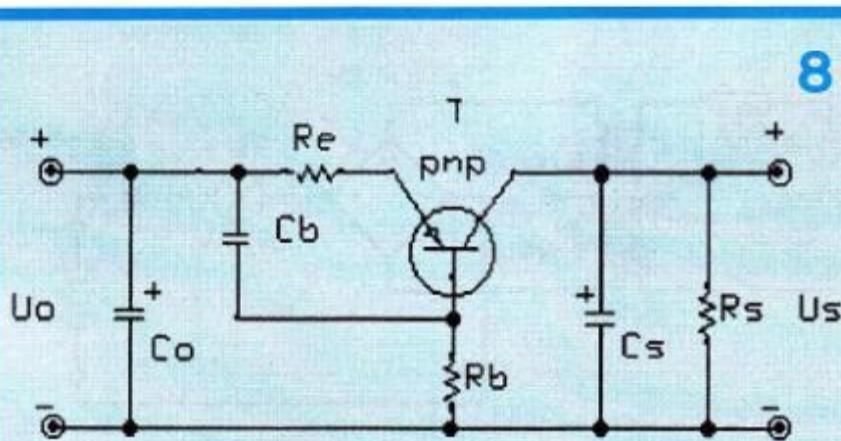 8
T
+ Re pnp +
Cb
Uo + Co + Cs Rs Us
Rb
- -